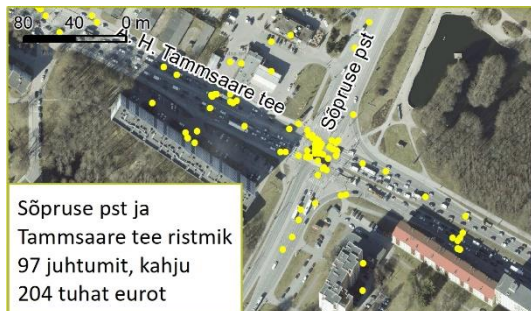 80 40 0 m
A. H. Tammsaare tee
Sõpruse pst
Sõpruse pst ja
Tammsaare tee ristmik
97 juhtumit, kahju
204 tuhat eurot